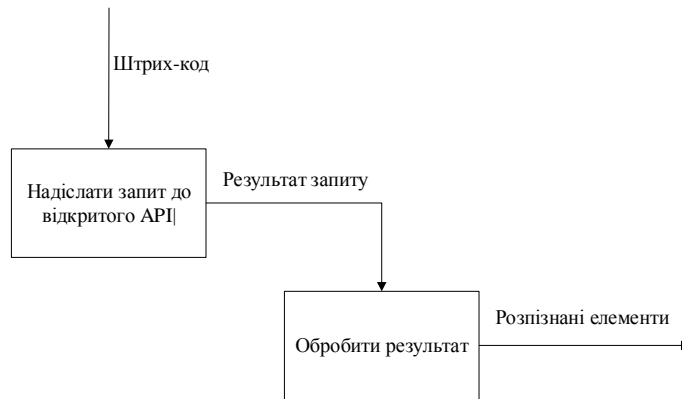 Штрих-код
Надіслати запит до
відкритого API|
Результат запиту
Обробити результат
Розпізнані елементи